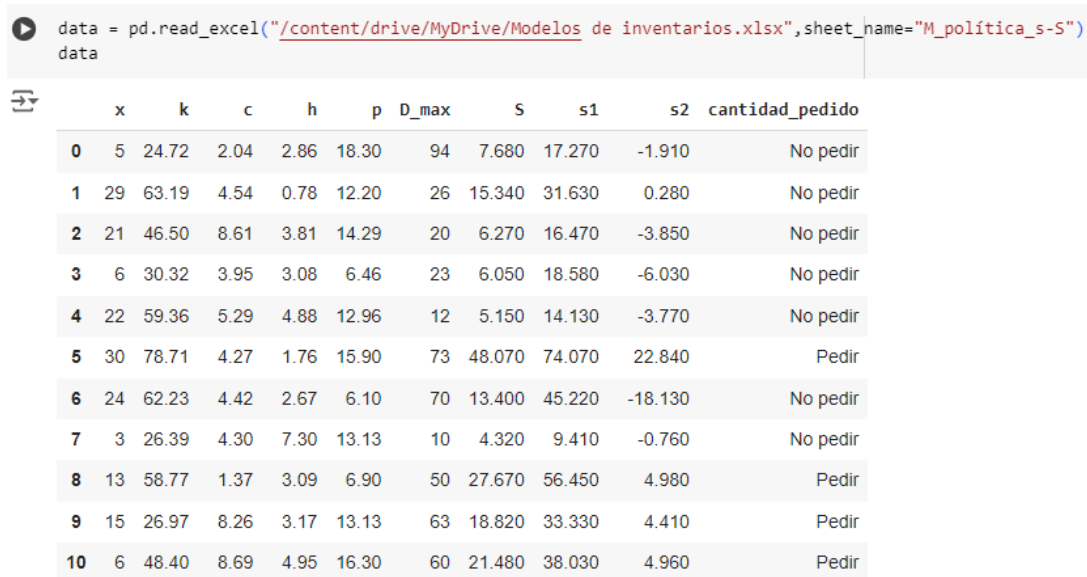 data = pd.read_excel("/content/drive/MyDrive/Modelos de inventarios.xlsx",sheet_name="M_política_s-S")
data
x k c h p D_max S s1 s2 cantidad_pedido
0 5 24.72 2.04 2.86 18.30 94 7.680 17.270 -1.910 No pedir
1 29 63.19 4.54 0.78 12.20 26 15.340 31.630 0.280 No pedir
2 21 46.50 8.61 3.81 14.29 20 6.270 16.470 -3.850 No pedir
3 6 30.32 3.95 3.08 6.46 23 6.050 18.580 -6.030 No pedir
4 22 59.36 5.29 4.88 12.96 12 5.150 14.130 -3.770 No pedir
5 30 78.71 4.27 1.76 15.90 73 48.070 74.070 22.840 Pedir
6 24 62.23 4.42 2.67 6.10 70 13.400 45.220 -18.130 No pedir
7 3 26.39 4.30 7.30 13.13 10 4.320 9.410 -0.760 No pedir
8 13 58.77 1.37 3.09 6.90 50 27.670 56.450 4.980 Pedir
9 15 26.97 8.26 3.17 13.13 63 18.820 33.330 4.410 Pedir
10 6 48.40 8.69 4.95 16.30 60 21.480 38.030 4.960 Pedir